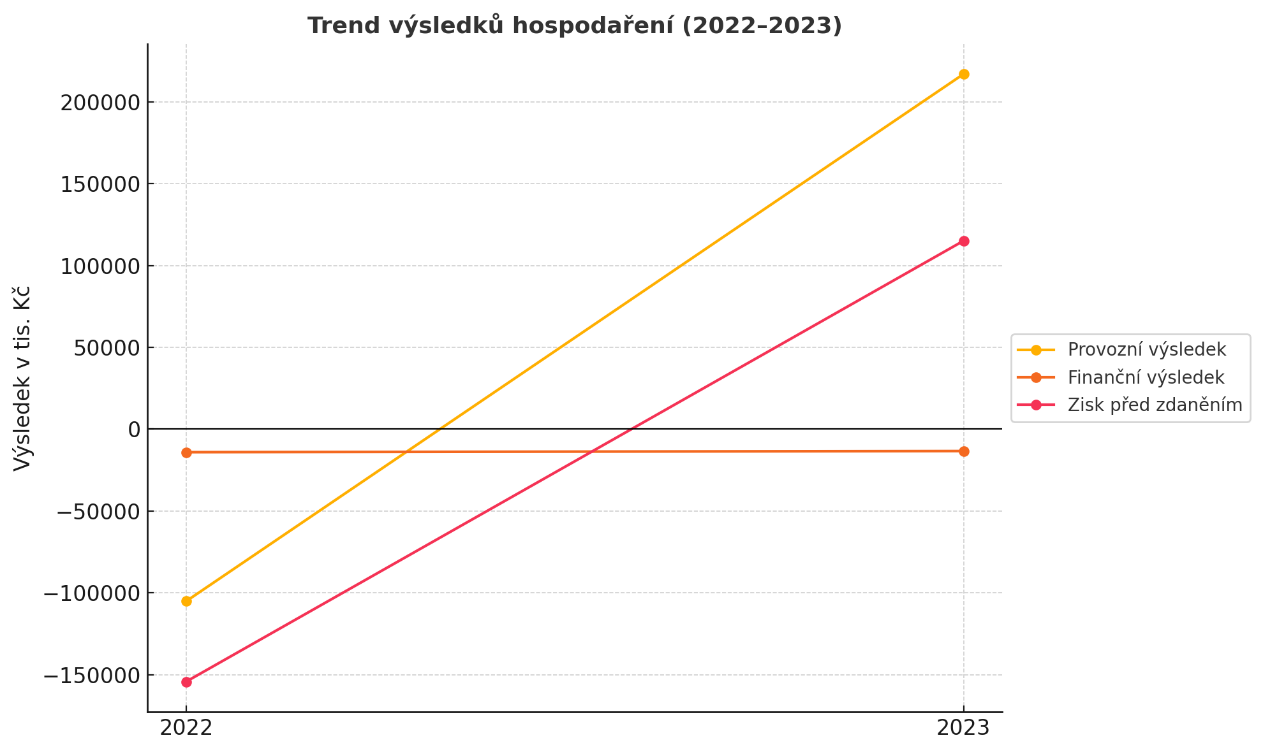 Trend výsledků hospodaření (2022–2023)
Výsledek v tis. Kč
200000
150000
100000
50000
0
−50000
−100000
−150000
2022
2023
Provozní výsledek
Finanční výsledek
Zisk před zdaněním